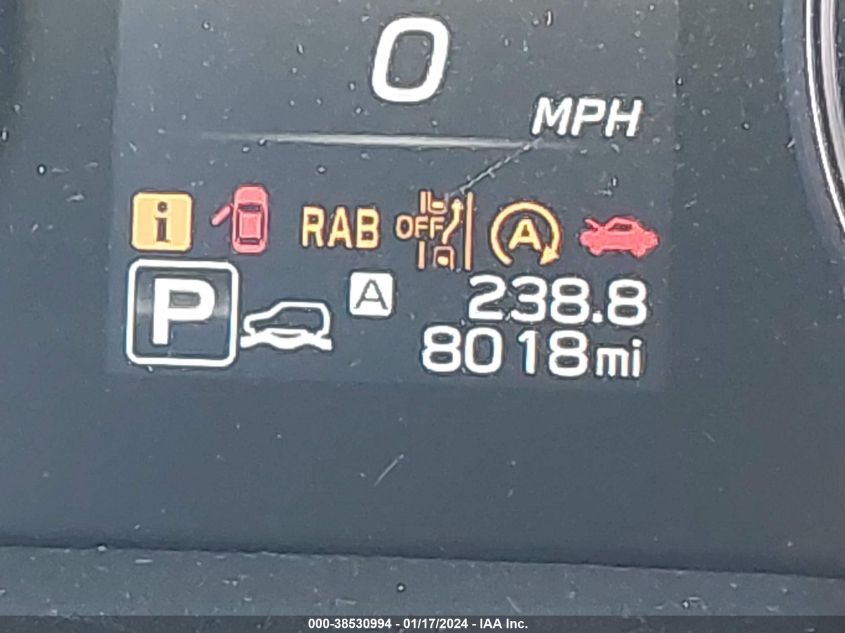 0
MPH
i RAB OFF A
P A 238.8
8018mi
000-38530994 - 01/17/2024 - IAA Inc.